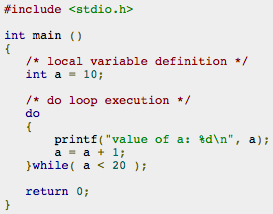 #include <stdio.h>

int main ()
{
   /* local variable definition */
   int a = 10;

   /* do loop execution */
   do
   {
       printf("value of a: %d\n", a);
       a = a + 1;
   }while( a < 20 );

   return 0;
}